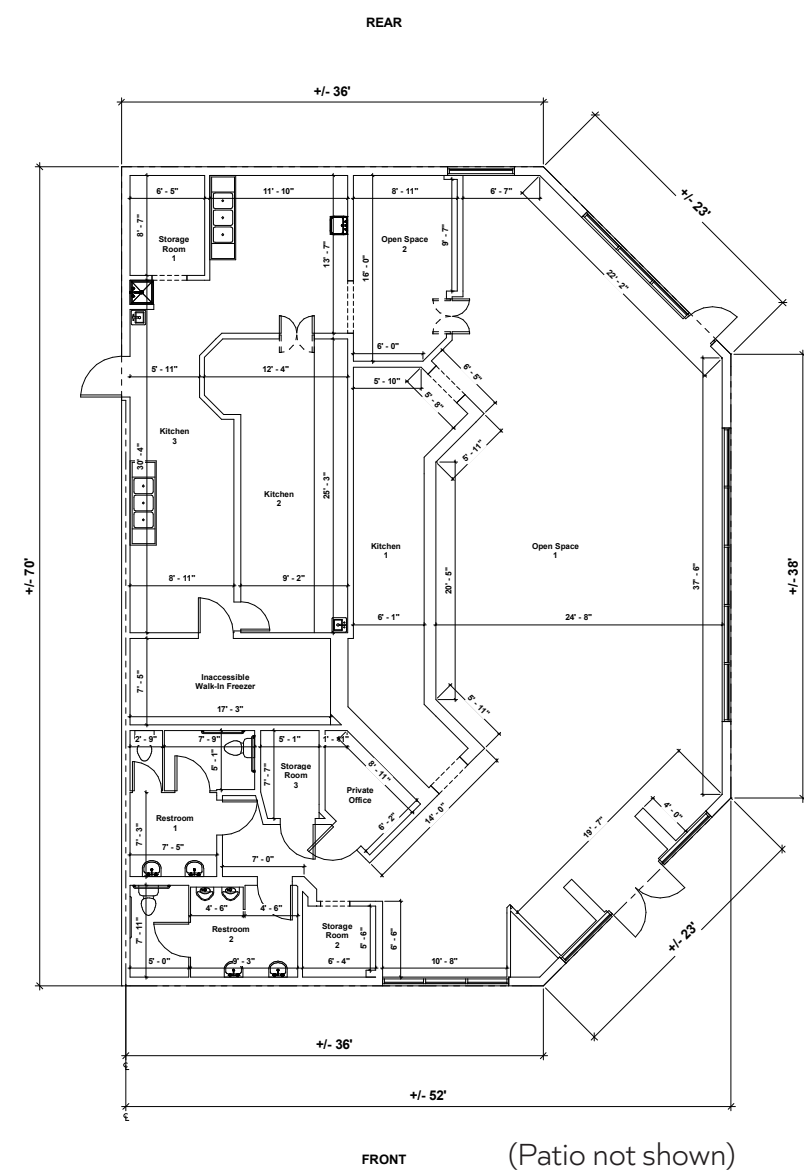 REAR
+/- 36'
+/- 23'
6' - 5"
11' - 10"
8' - 11"
6' - 7"
8' - 7"
Storage
Room
1
13' - 7"
16' - 0"
Open Space
2
9' - 7"
22' - 2"
6' - 0"
5' - 11"
12' - 4"
5' - 10"
6' - 5"
5' - 8"
5' - 11"
Kitchen
3
30' - 4"
Kitchen
2
25' - 3"
Kitchen
1
20' - 5"
Open Space
1
37' - 6"
+/- 70'
+/- 38'
8' - 11"
9' - 2"
6' - 1"
24' - 8"
7' - 5"
Inaccessible
Walk-In Freezer
17' - 3"
5' - 11"
2' - 9"
7' - 9"
5' - 1"
1' - 11"
5' - 1"
7' - 7"
Storage
Room
3
8' - 11"
Private
Office
6' - 2"
14' - 0"
19' - 7"
4' - 0"
Restroom
1
7' - 3"
7' - 5"
7' - 0"
4' - 6"
4' - 6"
7' - 11"
Restroom
2
Storage
Room
2
5' - 6"
6' - 6"
5' - 0"
9' - 3"
6' - 4"
10' - 8"
+/- 23'
+/- 36'
+/- 52'
FRONT
(Patio not shown)